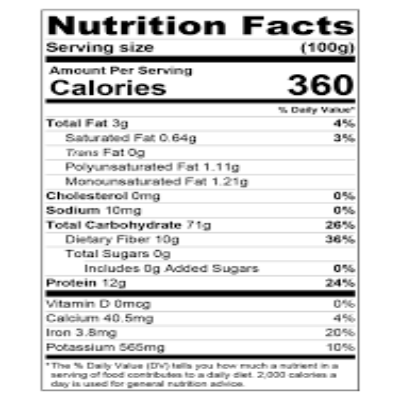 Nutrition Facts
Serving size (100g)
Amount Per Serving
Calories 360
% Daily Value*
Total Fat 3g 4%
Saturated Fat 0.64g 3%
Trans Fat 0g
Polyunsaturated Fat 1.11g
Monounsaturated Fat 1.21g
Cholesterol 0mg 0%
Sodium 10mg 0%
Total Carbohydrate 71g 26%
Dietary Fiber 10g 36%
Total Sugars 0g
Includes 0g Added Sugars 0%
Protein 12g 24%
Vitamin D 0mcg 0%
Calcium 40.5mg 4%
Iron 3.8mg 20%
Potassium 565mg 10%
*The % Daily Value (DV) tells you how much a nutrient in a
serving of food contributes to a daily diet. 2,000 calories a
day is used for general nutrition advice.